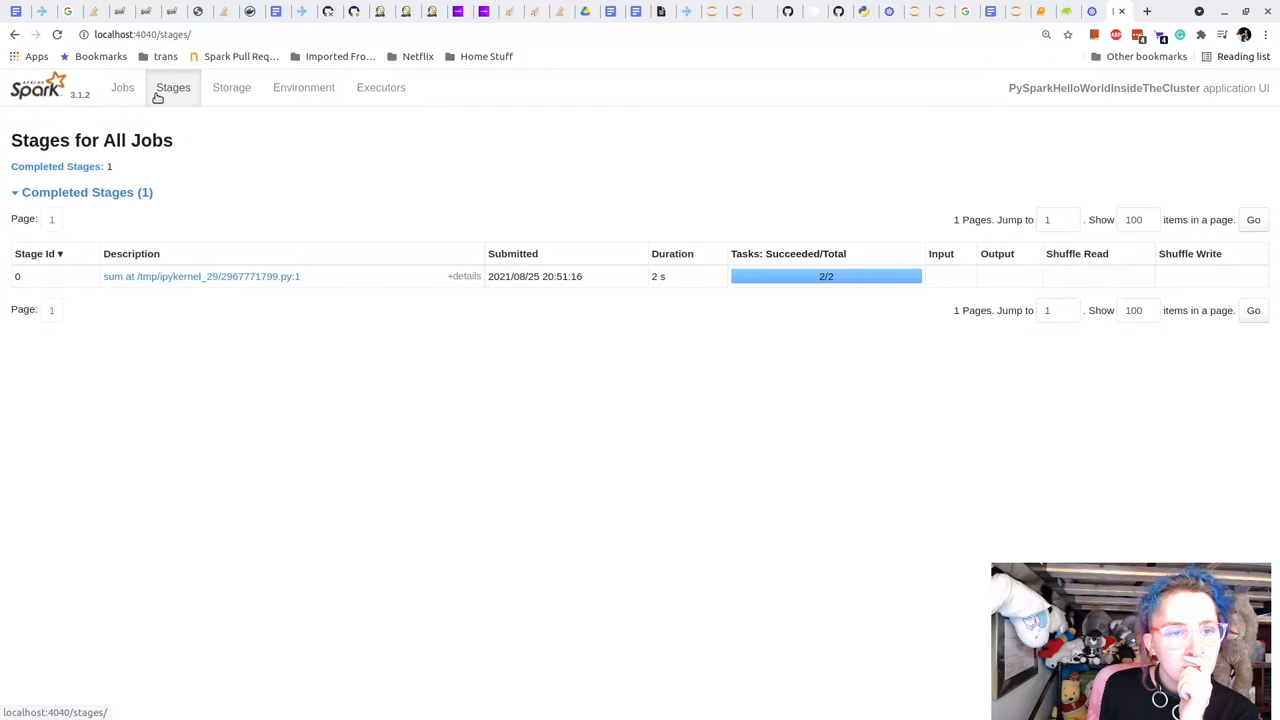 localhost:4040/stages/
4
4
Apps Bookmarks trans Spark Pull Req... Imported Fro... Netflix Home Stuff Other bookmarks Reading list
APACHE Spark 3.1.2 Jobs Stages Storage Environment Executors PySparkHelloWorldInsideTheCluster application UI
Stages for All Jobs
Completed Stages: 1
Completed Stages (1)
Page: 1 1 Pages. Jump to 1 . Show 100 items in a page. Go
Stage Id ▾ Description Submitted Duration Tasks: Succeeded/Total Input Output Shuffle Read Shuffle Write
0 sum at /tmp/ipykernel_29/2967771799.py:1 +details 2021/08/25 20:51:16 2 s 2/2
Page: 1 1 Pages. Jump to 1 . Show 100 items in a page. Go
localhost:4040/stages/